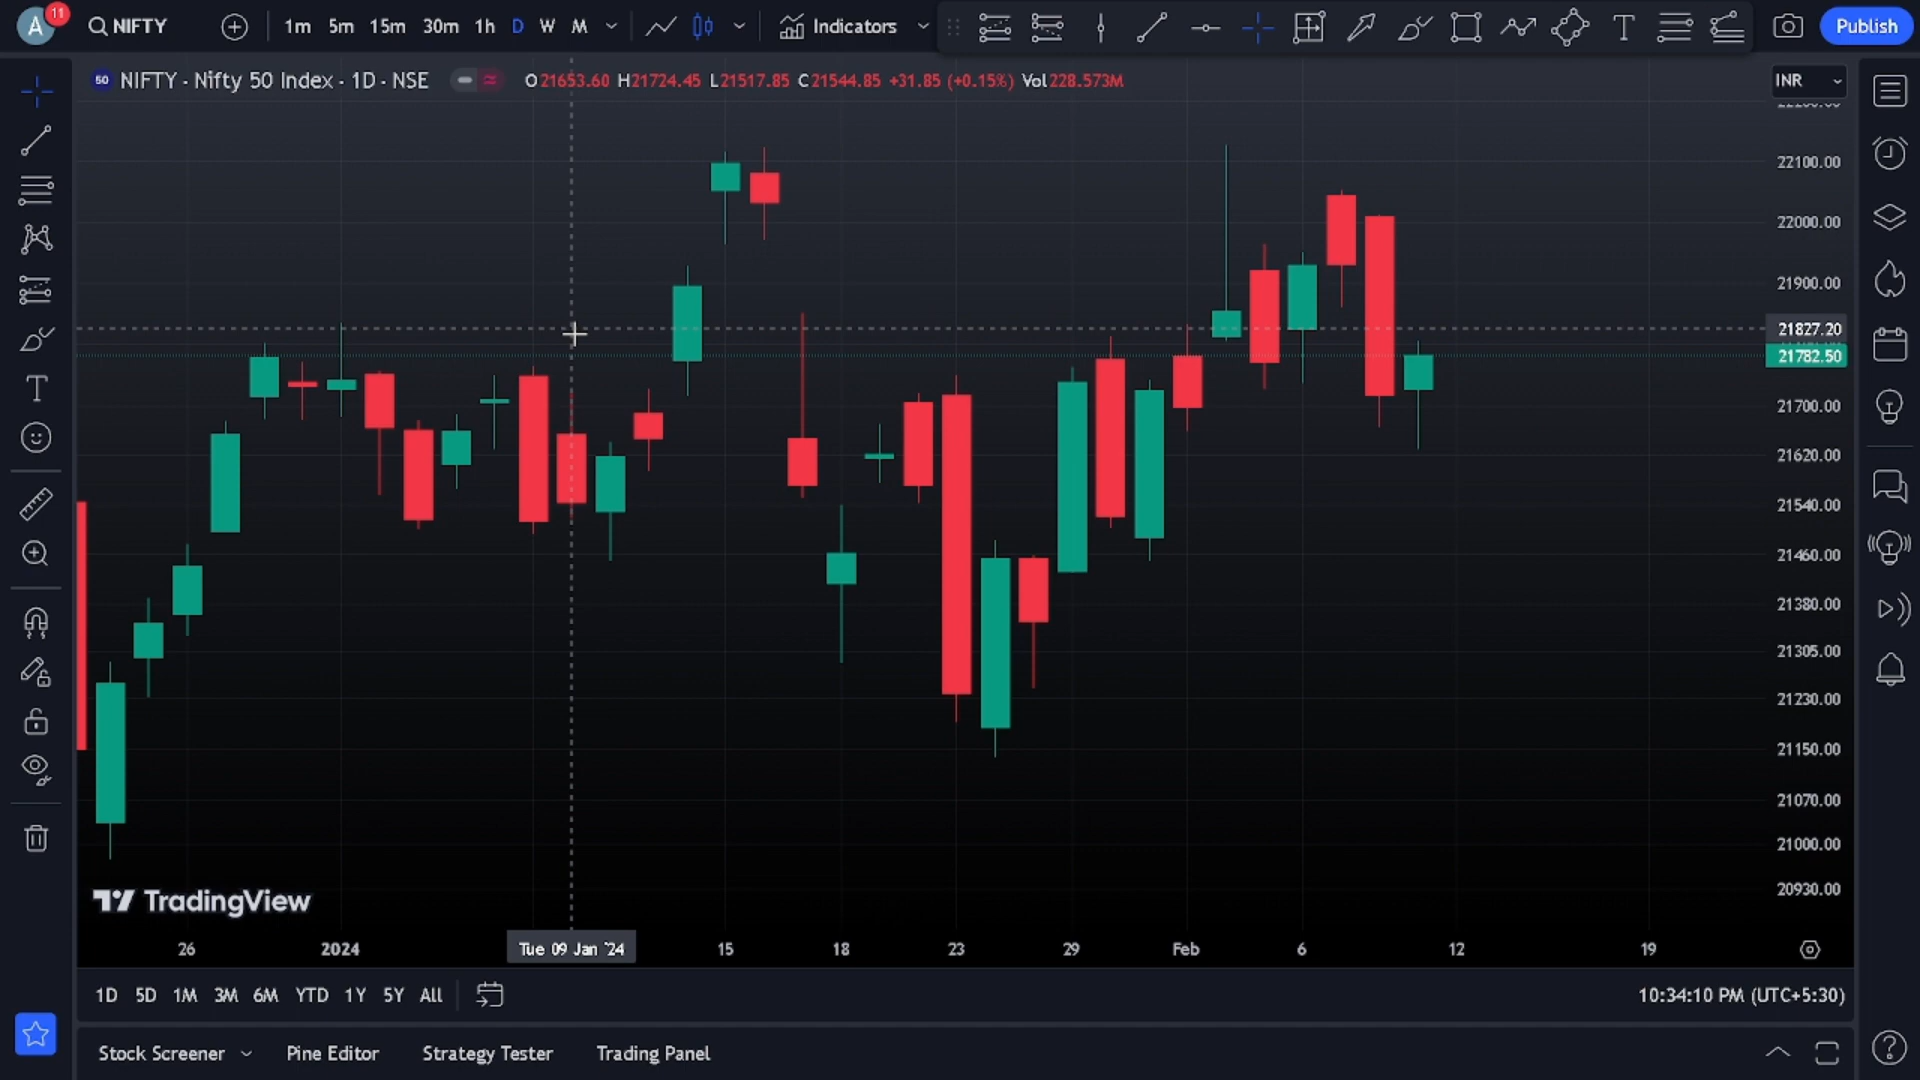 A 11 NIFTY 1m 5m 15m 30m 1h D W M Indicators Publish
50 NIFTY · Nifty 50 Index · 1D · NSE O21653.60 H21724.45 L21517.85 C21544.85 +31.85 (+0.15%) Vol228.573M INR
22100.00
22000.00
21900.00
21827.20
21782.50
21700.00
21620.00
21540.00
21460.00
21380.00
21305.00
21230.00
21150.00
21070.00
21000.00
20930.00
TradingView
26 2024 Tue 09 Jan '24 15 18 23 29 Feb 6 12 19
1D 5D 1M 3M 6M YTD 1Y 5Y All 10:34:10 PM (UTC+5:30)
Stock Screener Pine Editor Strategy Tester Trading Panel